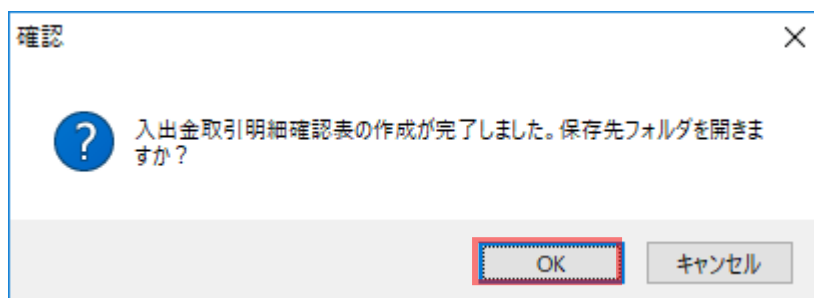 確認
入出金取引明細確認表の作成が完了しました。保存先フォルダを開きま
すか?
OK
キャンセル